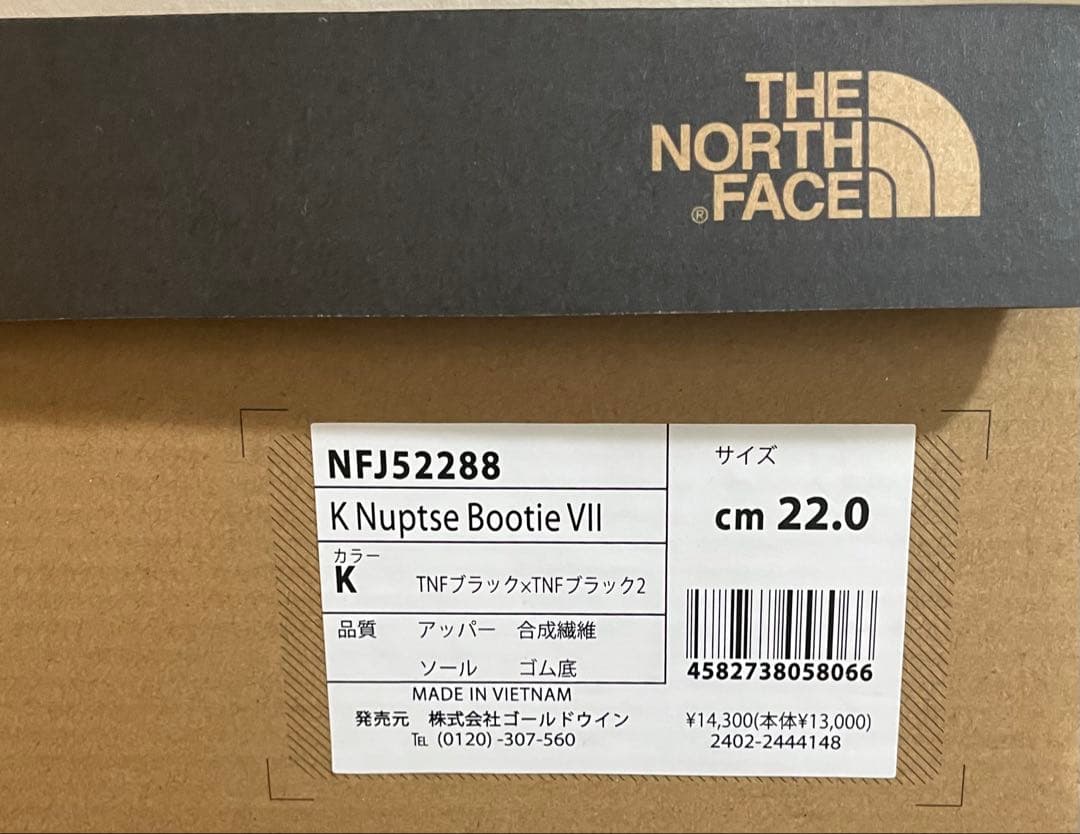 THE
NORTH
FACE
®
NFJ52288
K Nuptse Bootie VII
カラー
K TNFブラック×TNFブラック2
品質 アッパー 合成繊維
ソール ゴム底
MADE IN VIETNAM
発売元 株式会社ゴールドウイン
℡ (0120) -307-560
サイズ
cm 22.0
4582738058066
¥14,300(本体¥13,000)
2402-2444148